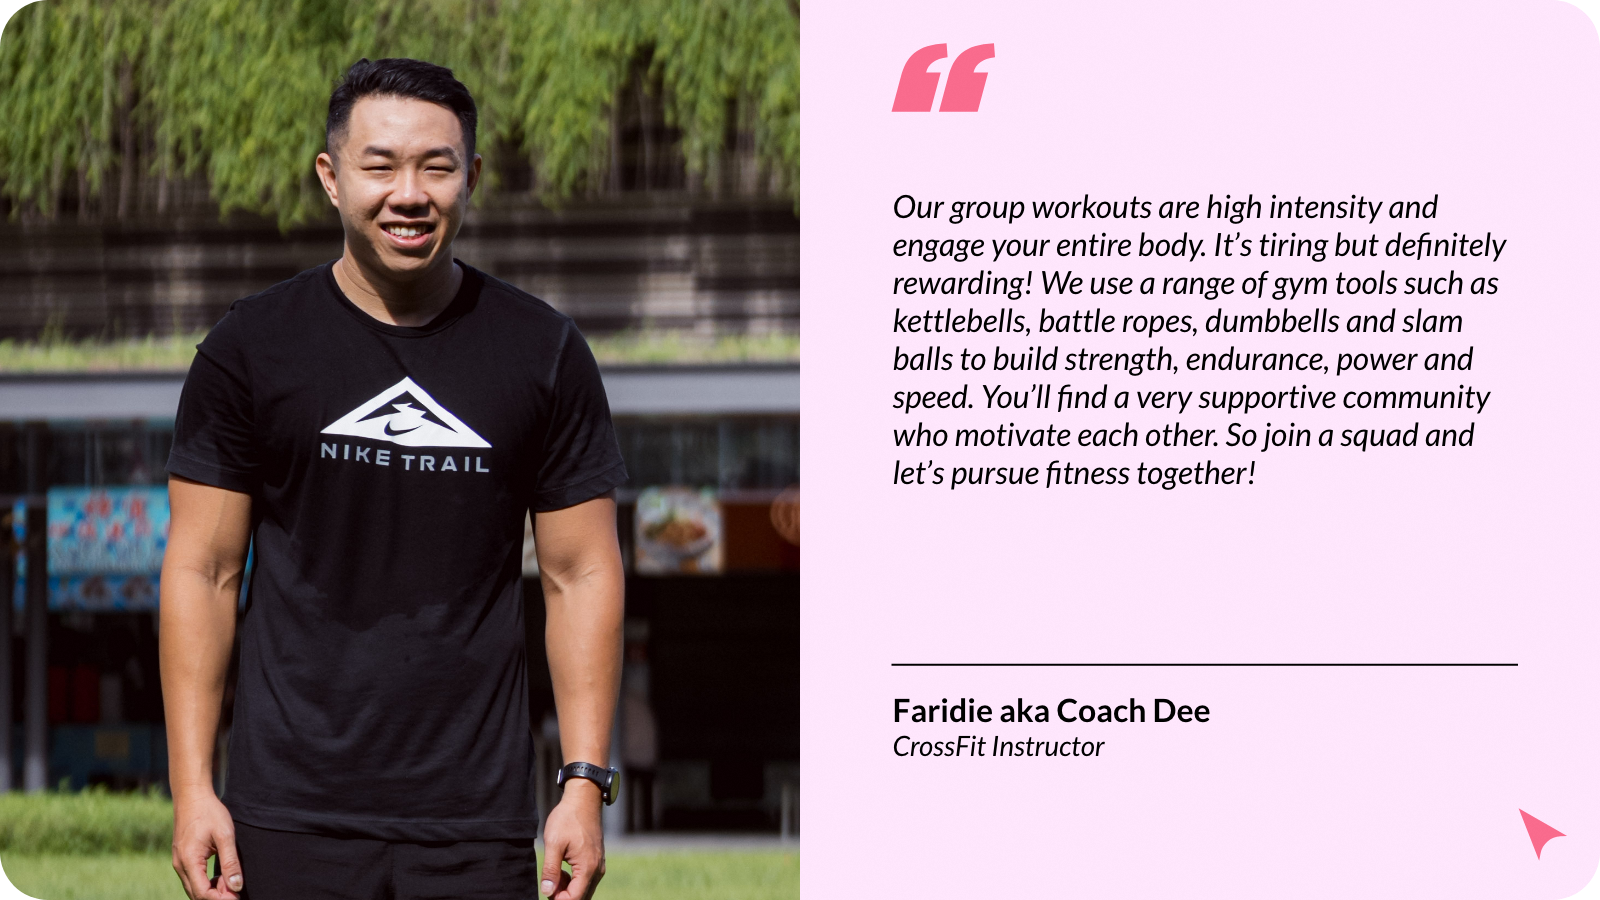 NIKE TRAIL
Our group workouts are high intensity and
engage your entire body. It’s tiring but definitely
rewarding! We use a range of gym tools such as
kettlebells, battle ropes, dumbbells and slam
balls to build strength, endurance, power and
speed. You’ll find a very supportive community
who motivate each other. So join a squad and
let’s pursue fitness together!
Faridie aka Coach Dee
CrossFit Instructor